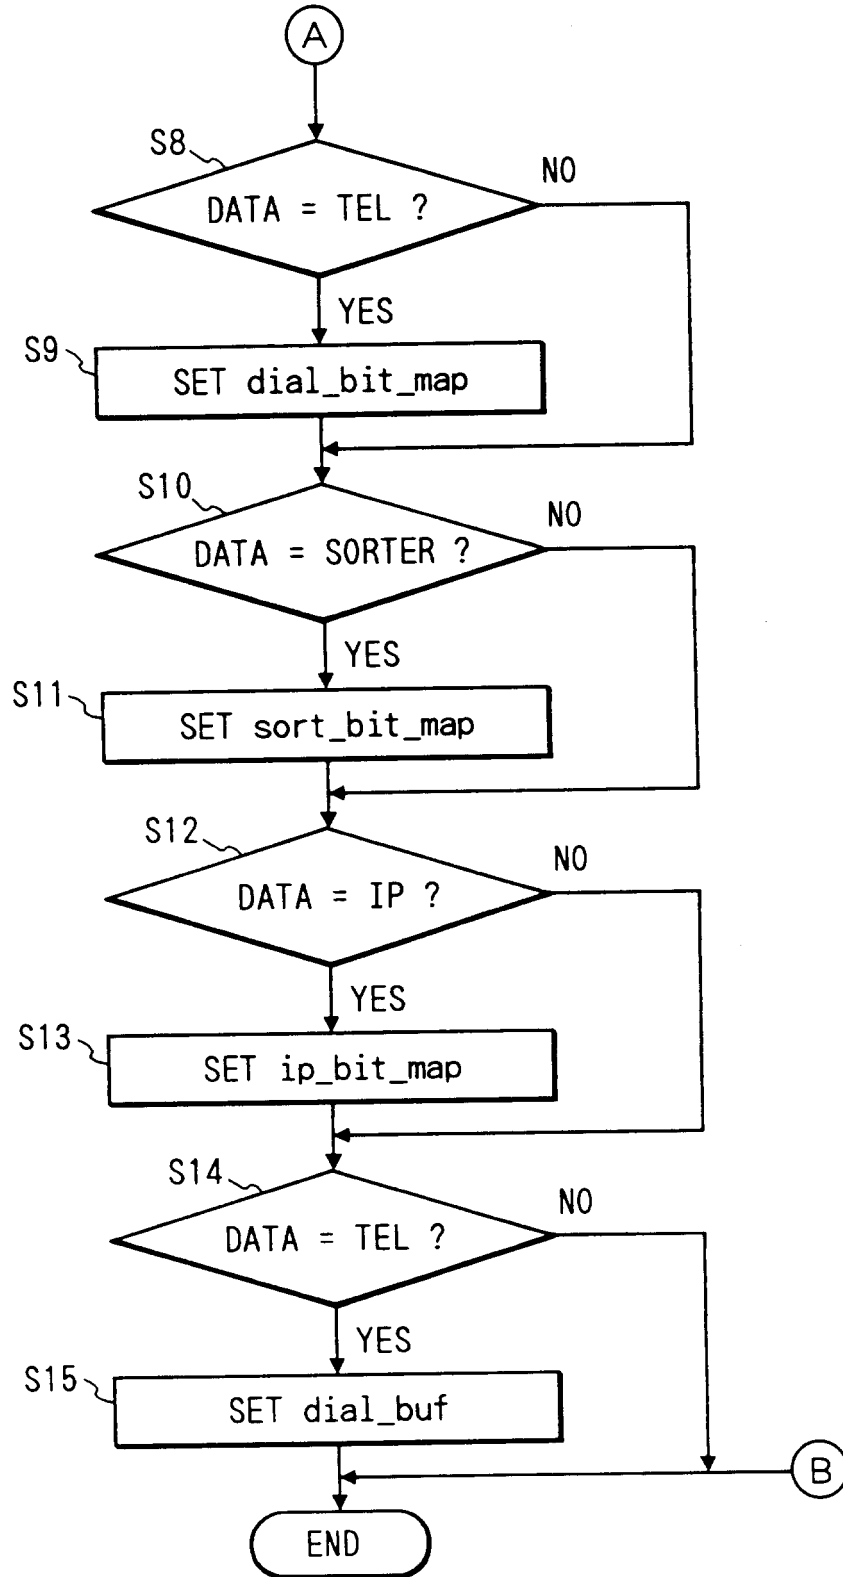 A
S8
DATA = TEL ?
NO
YES
S9
SET dial_bit_map
S10
DATA = SORTER ?
NO
YES
S11
SET sort_bit_map
S12
DATA = IP ?
NO
YES
S13
SET ip_bit_map
S14
DATA = TEL ?
NO
YES
S15
SET dial_buf
B
END